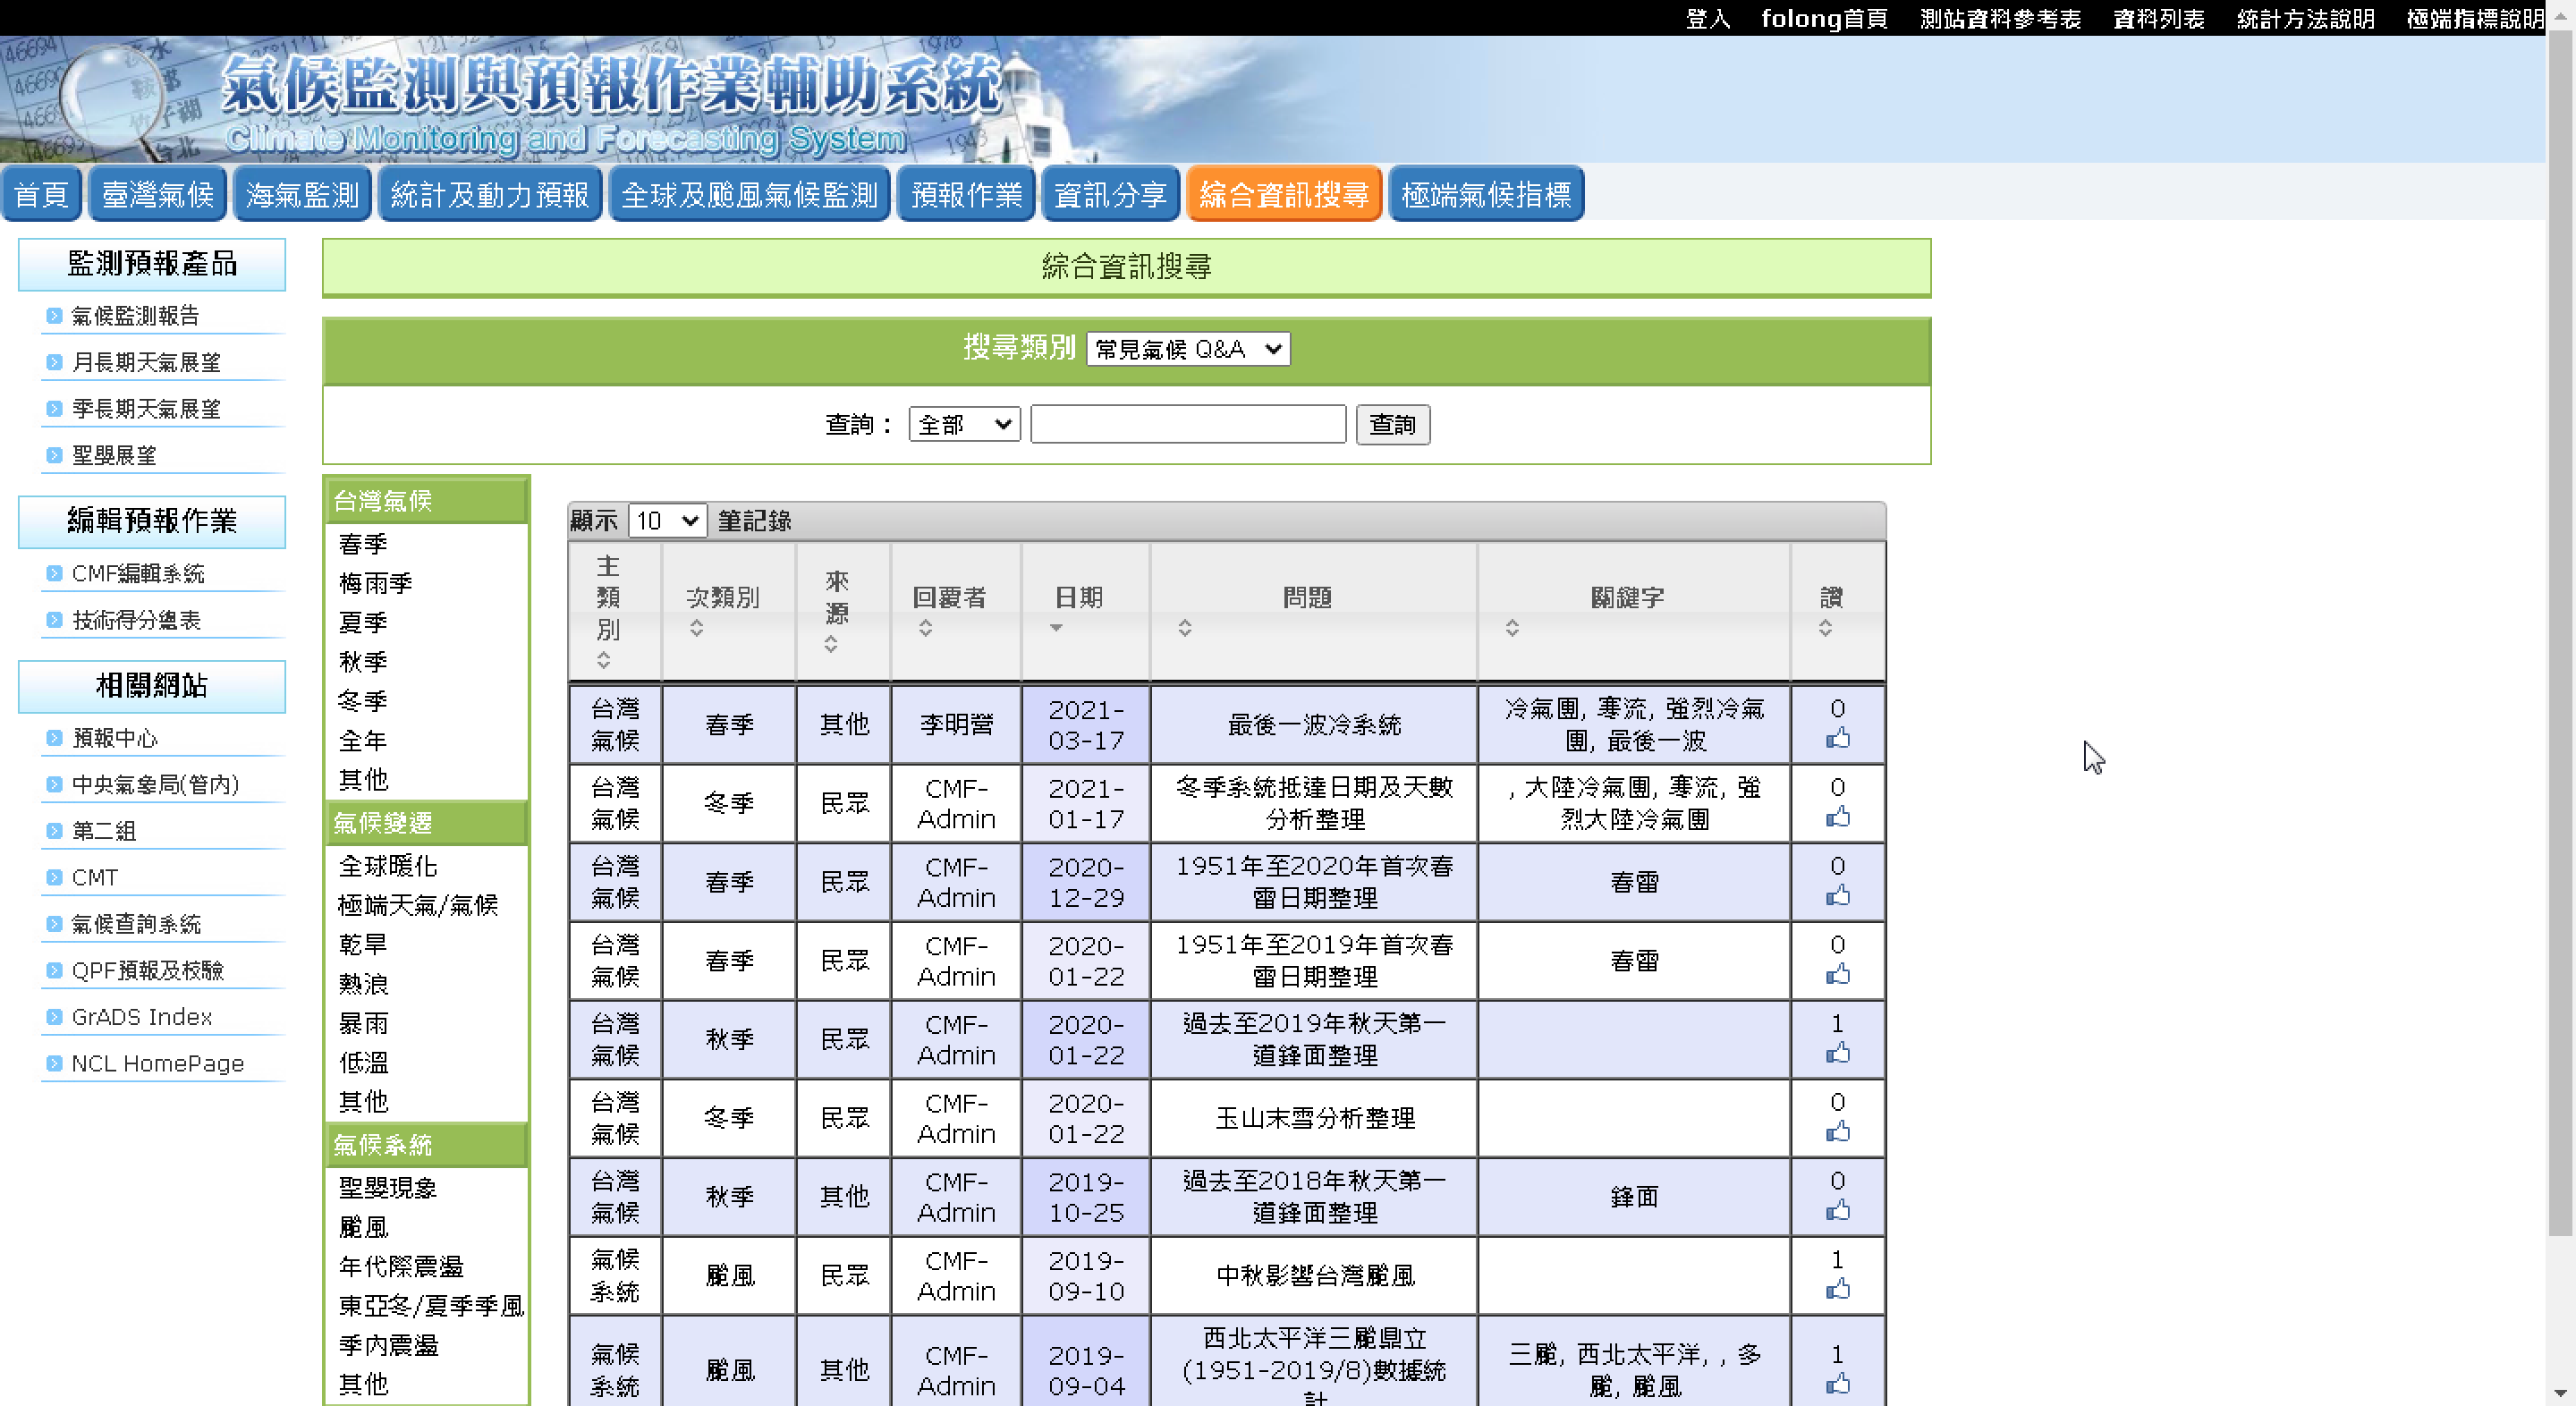 登入 folong首頁 測站資料參考表 資料列表 統計方法說明 極端指標說明
氣候監測與預報作業輔助系統
Climate Monitoring and Forecasting System
首頁 臺灣氣候 海氣監測 統計及動力預報 全球及颱風氣候監測 預報作業 資訊分享 綜合資訊搜尋 極端氣候指標
監測預報產品
氣候監測報告
月長期天氣展望
季長期天氣展望
聖嬰展望
編輯預報作業
CMF編輯系統
技術得分總表
相關網站
預報中心
中央氣象局(管內)
第二組
CMT
氣候查詢系統
QPF預報及校驗
GrADS Index
NCL HomePage
綜合資訊搜尋
搜尋類別 常見氣候 Q&A
查詢： 全部 查詢
台灣氣候
春季
梅雨季
夏季
秋季
冬季
全年
其他
氣候變遷
全球暖化
極端天氣/氣候
乾旱
熱浪
暴雨
低溫
其他
氣候系統
聖嬰現象
颱風
年代際震盪
東亞冬/夏季季風
季內震盪
其他
顯示 10 筆記錄
主類別 次類別 來源 回覆者 日期 問題 關鍵字 讚
台灣氣候 春季 其他 李明營 2021-03-17 最後一波冷系統 冷氣團, 寒流, 強烈冷氣團, 最後一波 0
台灣氣候 冬季 民眾 CMF-Admin 2021-01-17 冬季系統抵達日期及天數分析整理 , 大陸冷氣團, 寒流, 強烈大陸冷氣團 0
台灣氣候 春季 民眾 CMF-Admin 2020-12-29 1951年至2020年首次春雷日期整理 春雷 0
台灣氣候 春季 民眾 CMF-Admin 2020-01-22 1951年至2019年首次春雷日期整理 春雷 0
台灣氣候 秋季 民眾 CMF-Admin 2020-01-22 過去至2019年秋天第一道鋒面整理 1
台灣氣候 冬季 民眾 CMF-Admin 2020-01-22 玉山末雪分析整理 0
台灣氣候 秋季 其他 CMF-Admin 2019-10-25 過去至2018年秋天第一道鋒面整理 鋒面 0
氣候系統 颱風 民眾 CMF-Admin 2019-09-10 中秋影響台灣颱風 1
氣候系統 颱風 其他 CMF-Admin 2019-09-04 西北太平洋三颱鼎立(1951-2019/8)數據統計 三颱, 西北太平洋, , 多颱, 颱風 1